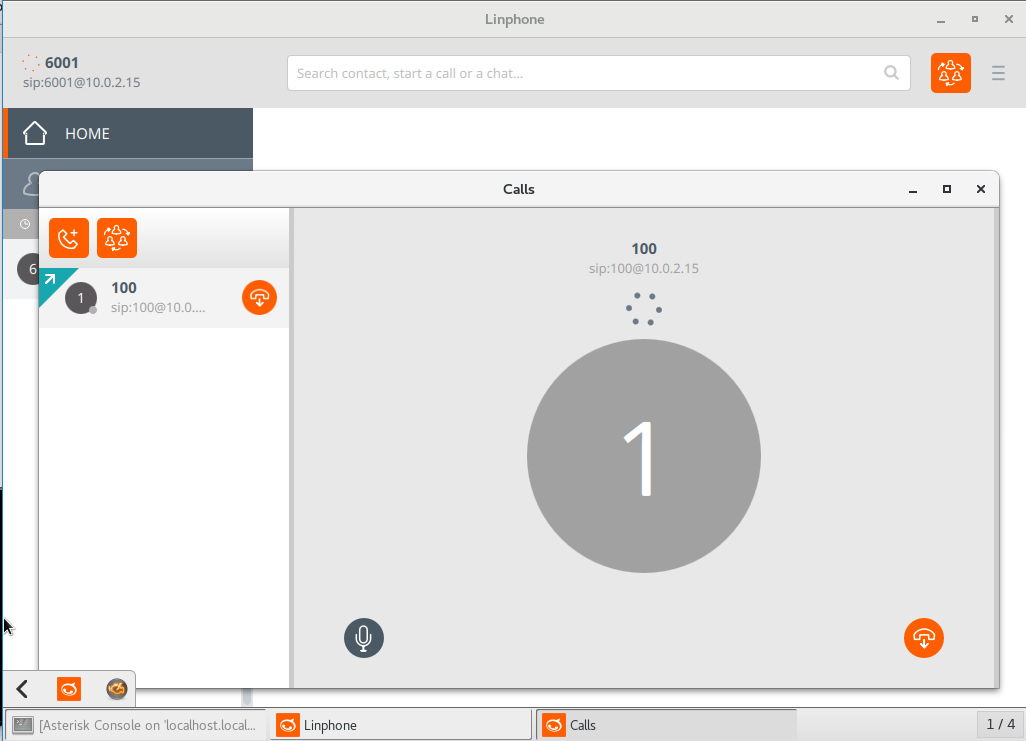 Linphone
6001
sip:6001@10.0.2.15
Search contact, start a call or a chat...
HOME
Calls
6
100
sip:100@10.0.2.15
1
100
sip:100@10.0....
1
[Asterisk Console on 'localhost.local...
Linphone
Calls
1 / 4